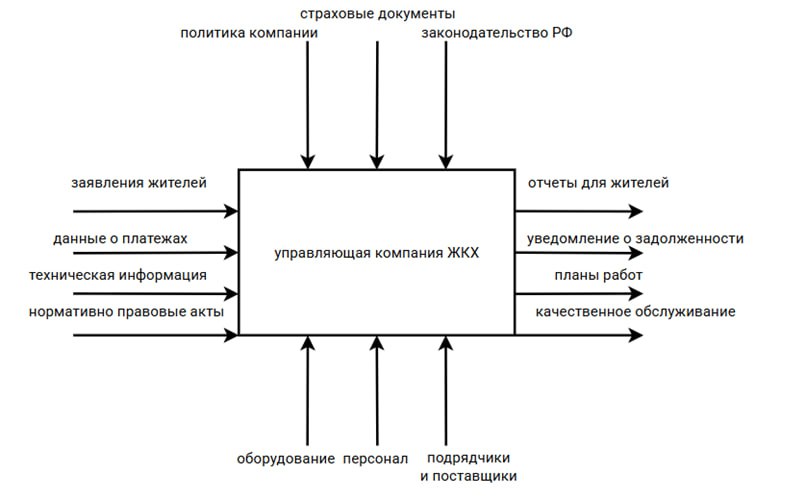 страховые документы
политика компании
законодательство РФ
заявления жителей
отчеты для жителей
данные о платежах
управляющая компания ЖКХ
уведомление о задолженности
техническая информация
планы работ
нормативно правовые акты
качественное обслуживание
оборудование
персонал
подрядчики
и поставщики